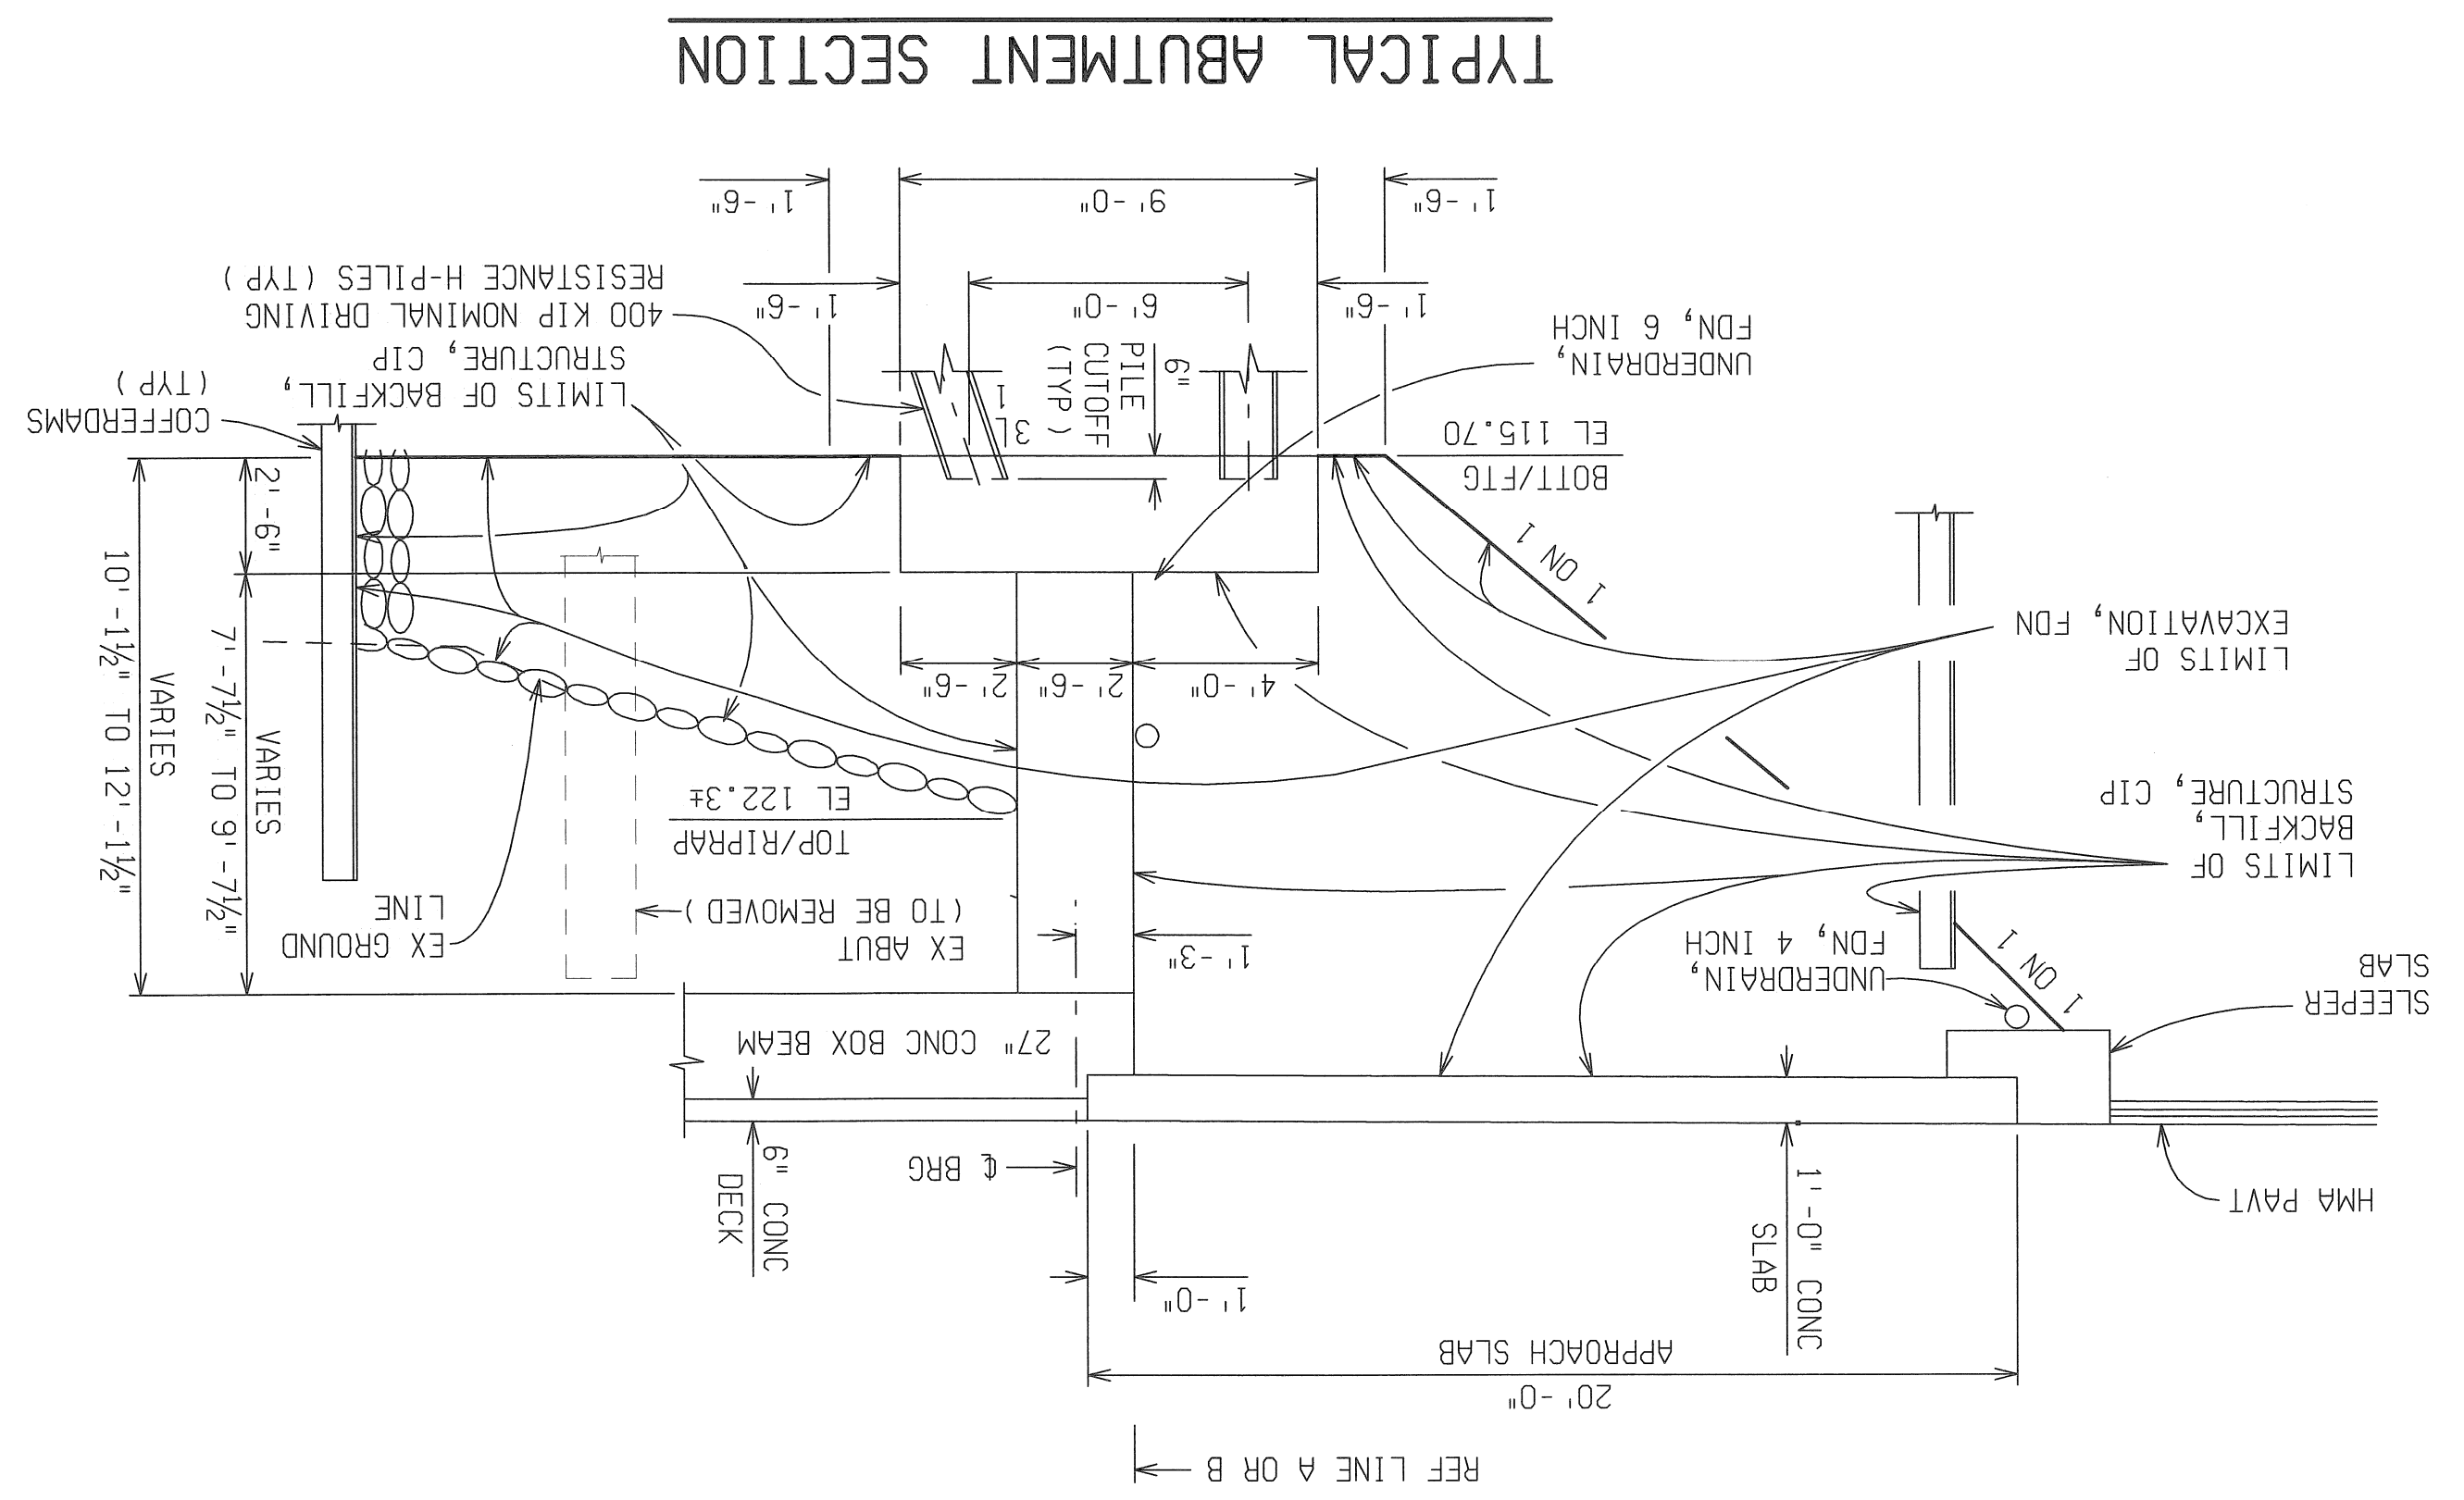 REF LINE A OR B
20'-0"
APPROACH SLAB
1'-0"
1'-0" CONC
SLAB
6" CONC
DECK
HMA PAVT
℄ BRG
27" CONC BOX BEAM
SLEEPER
SLAB
1 ON 1
UNDERDRAIN,
FDN, 4 INCH
1'-3"
EX ABUT
(TO BE REMOVED)
EX GROUND
LINE
LIMITS OF
BACKFILL,
STRUCTURE, CIP
TOP/RIPRAP
EL 122.3±
VARIES
7'-7½" TO 9'-7½"
VARIES
10'-1½" TO 12'-1½"
LIMITS OF
EXCAVATION, FDN
4'-0"
2'-6"
2'-6"
1 ON 1
2'-6"
BOTT/FTG
EL 115.70
COFFERDAMS
(TYP)
6"
PILE
CUTOFF
(TYP)
3
1
LIMITS OF BACKFILL,
STRUCTURE, CIP
UNDERDRAIN,
FDN, 6 INCH
400 KIP NOMINAL DRIVING
RESISTANCE H-PILES (TYP)
1'-6"
6'-0"
1'-6"
1'-6"
9'-0"
1'-6"
TYPICAL ABUTMENT SECTION